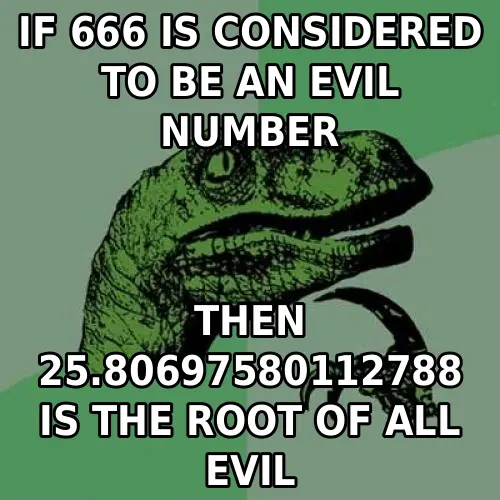 IF 666 IS CONSIDERED
TO BE AN EVIL
NUMBER
THEN
25.80697580112788
IS THE ROOT OF ALL
EVIL